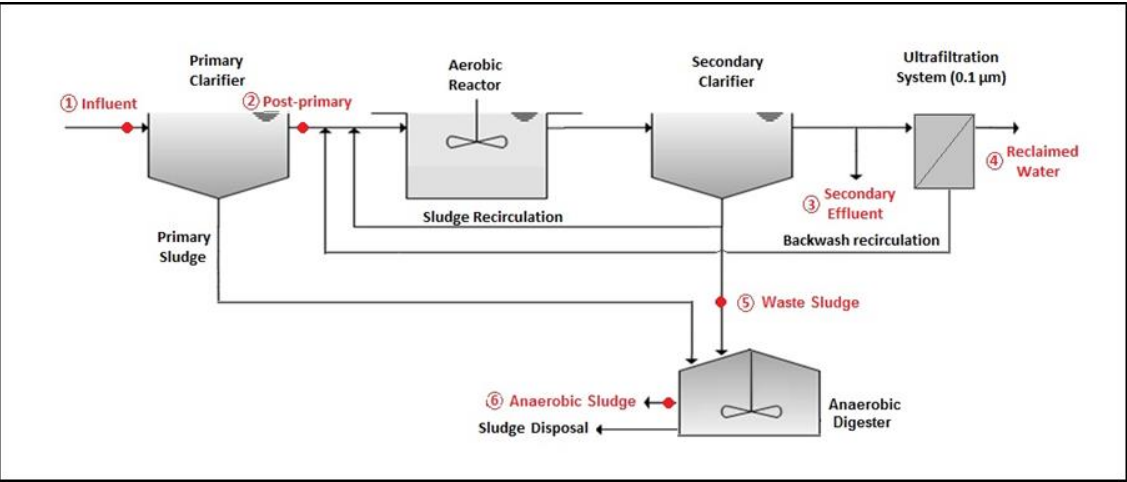 Primary
Clarifier
Aerobic
Reactor
Secondary
Clarifier
Ultrafiltration
System (0.1 µm)
① Influent
② Post-primary
④ Reclaimed
Water
③ Secondary
Effluent
Sludge Recirculation
Backwash recirculation
Primary
Sludge
⑤ Waste Sludge
⑥ Anaerobic Sludge
Sludge Disposal
Anaerobic
Digester